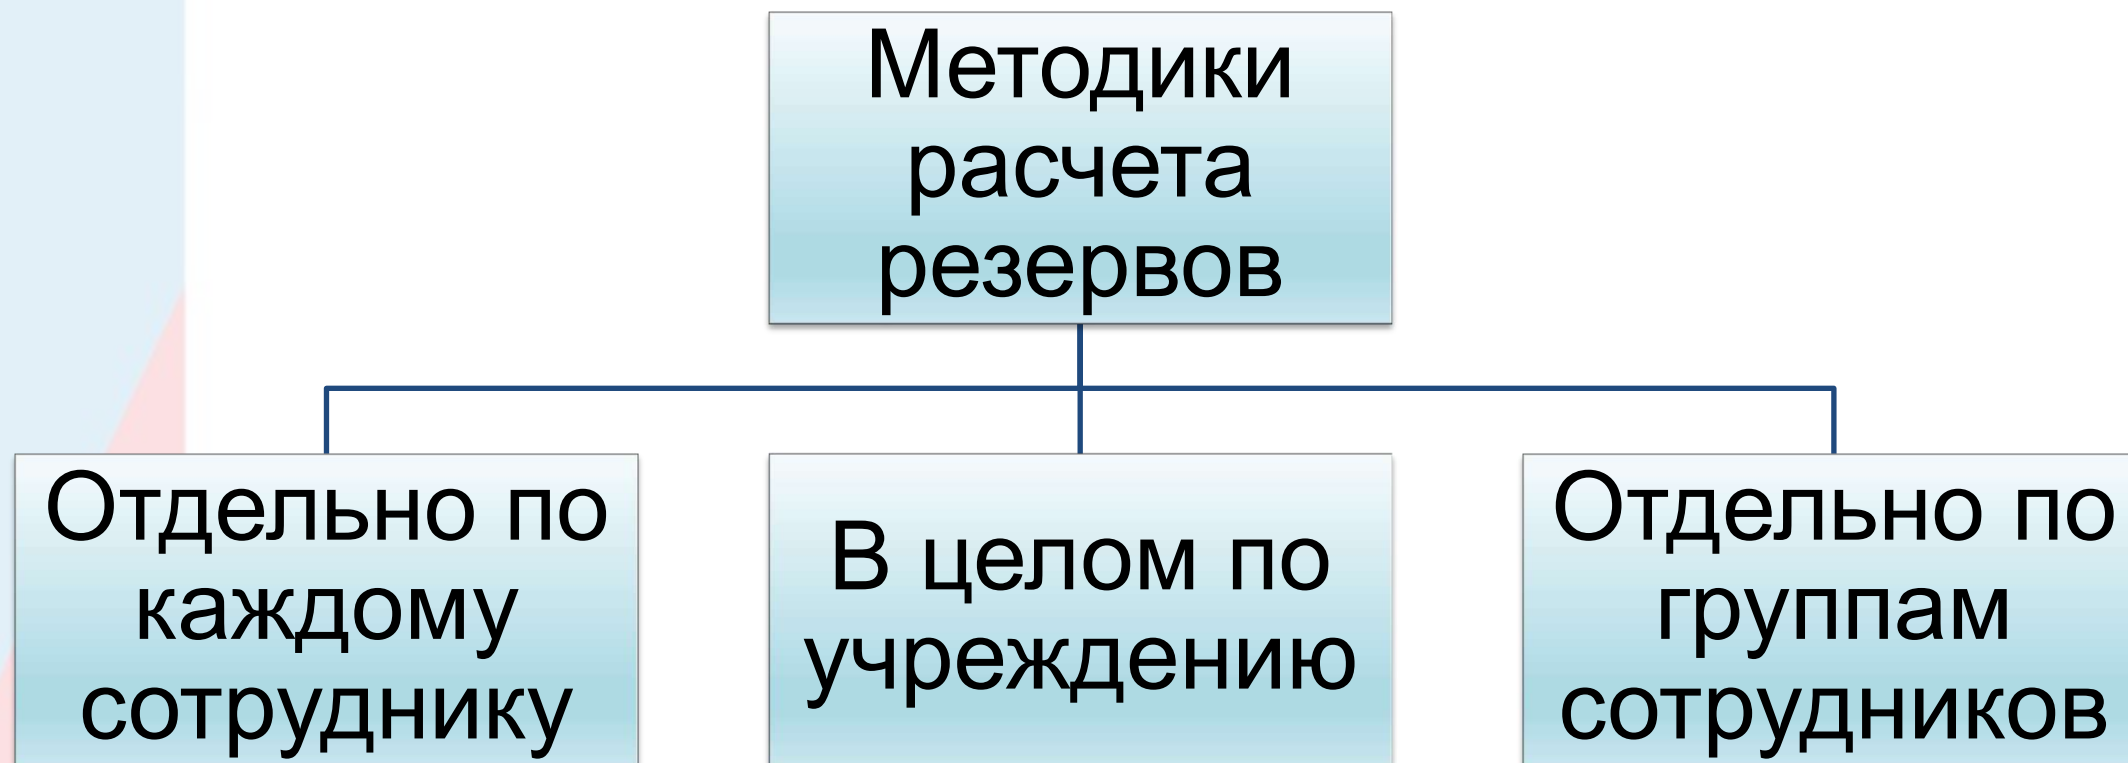 Методики
расчета
резервов
Отдельно по
каждому
сотруднику
В целом по
учреждению
Отдельно по
группам
сотрудников